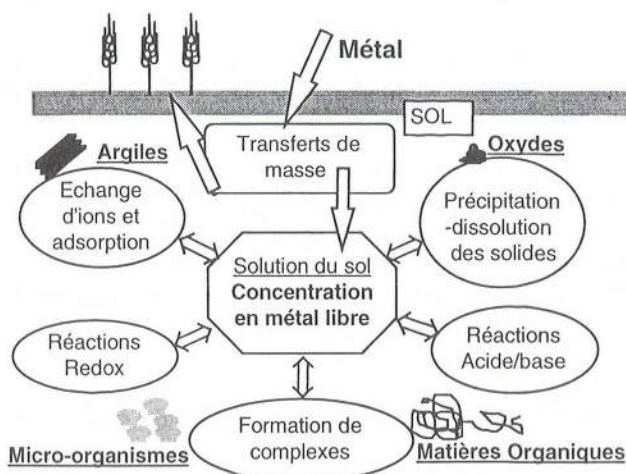 Métal
SOL
Transferts de
masse
Argiles
Oxydes
Echange
d'ions et
adsorption
Précipitation
-dissolution
des solides
Solution du sol
Concentration
en métal libre
Réactions
Redox
Réactions
Acide/base
Formation de
complexes
Micro-organismes
Matières Organiques